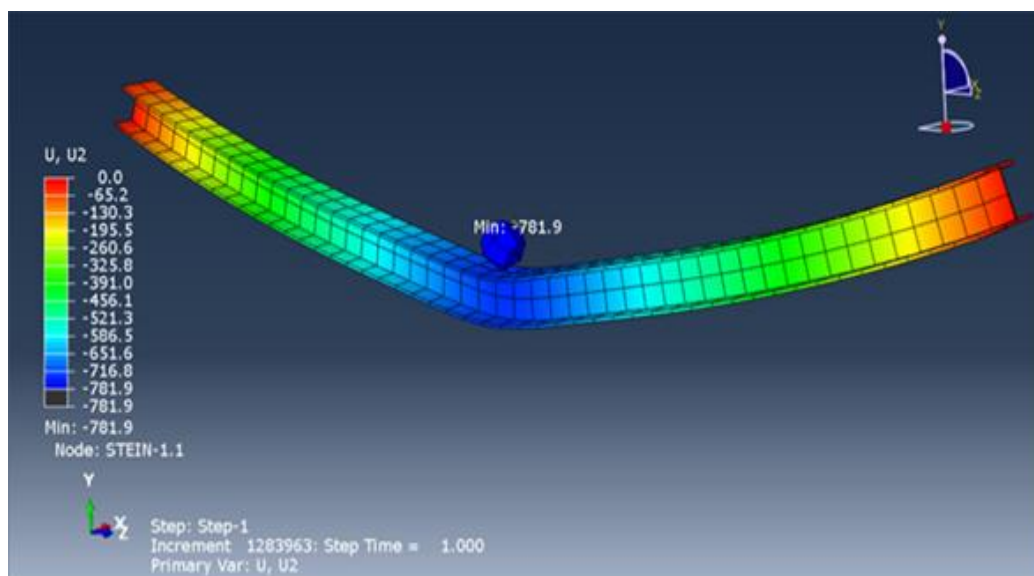 Y
X
Z
U, U2
0.0
-65.2
-130.3
-195.5
-260.6
-325.8
-391.0
-456.1
-521.3
-586.5
-651.6
-716.8
-781.9
-781.9
Min: -781.9
Node: STEIN-1.1
Min: -781.9
Y
X
Z
Step: Step-1
Increment 1283963: Step Time = 1.000
Primary Var: U, U2